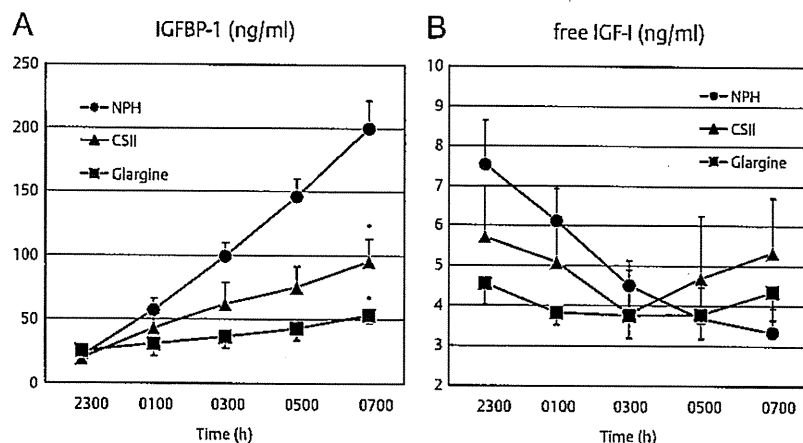 A
IGFBP-1 (ng/ml)
250
200
150
100
50
0
NPH
CSII
Glargine
2300 0100 0300 0500 0700
Time (h)
B
free IGF-I (ng/ml)
10
9
8
7
6
5
4
3
2
NPH
CSII
Glargine
2300 0100 0300 0500 0700
Time (h)